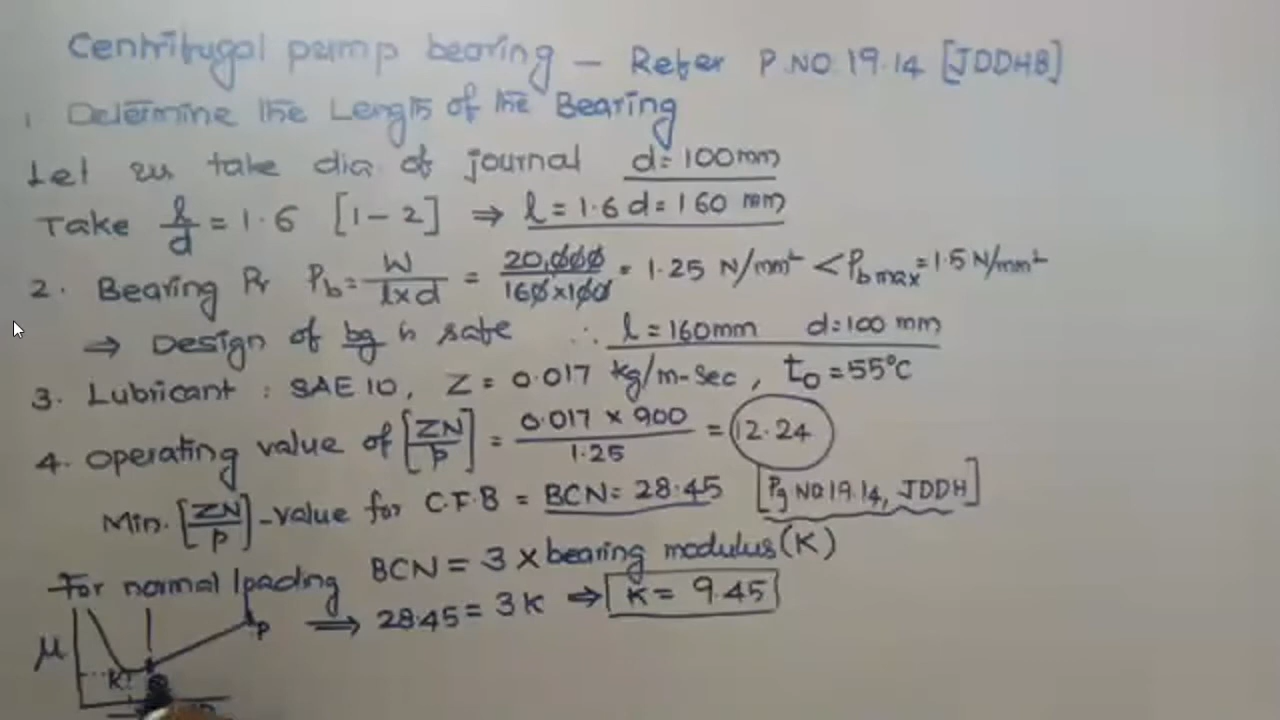 Centrifugal pump bearing – Refer P.NO 19.14 [JDDHB]
1. Determine the Length of the Bearing
Let us take dia. of journal d=100mm
Take l/d = 1.6 [1-2] ⇒ l = 1.6 d = 160 mm
2. Bearing Pr P_b = W/(l×d) = 20,000/(160×100) = 1.25 N/mm² < P_b max = 1.5 N/mm²
⇒ Design of bg is safe ∴ l = 160mm d=100 mm
3. Lubricant : SAE 10, Z = 0.017 kg/m-sec, t₀ = 55°C
4. Operating value of [ZN/P] = (0.017 × 900)/1.25 = 12.24
Min. [ZN/P]-value for C.F.B = BCN = 28.45 [Pg NO 19.14, JDDH]
For normal loading BCN = 3 × bearing modulus (K)
⇒ 28.45 = 3K ⇒ K = 9.45
μ K P